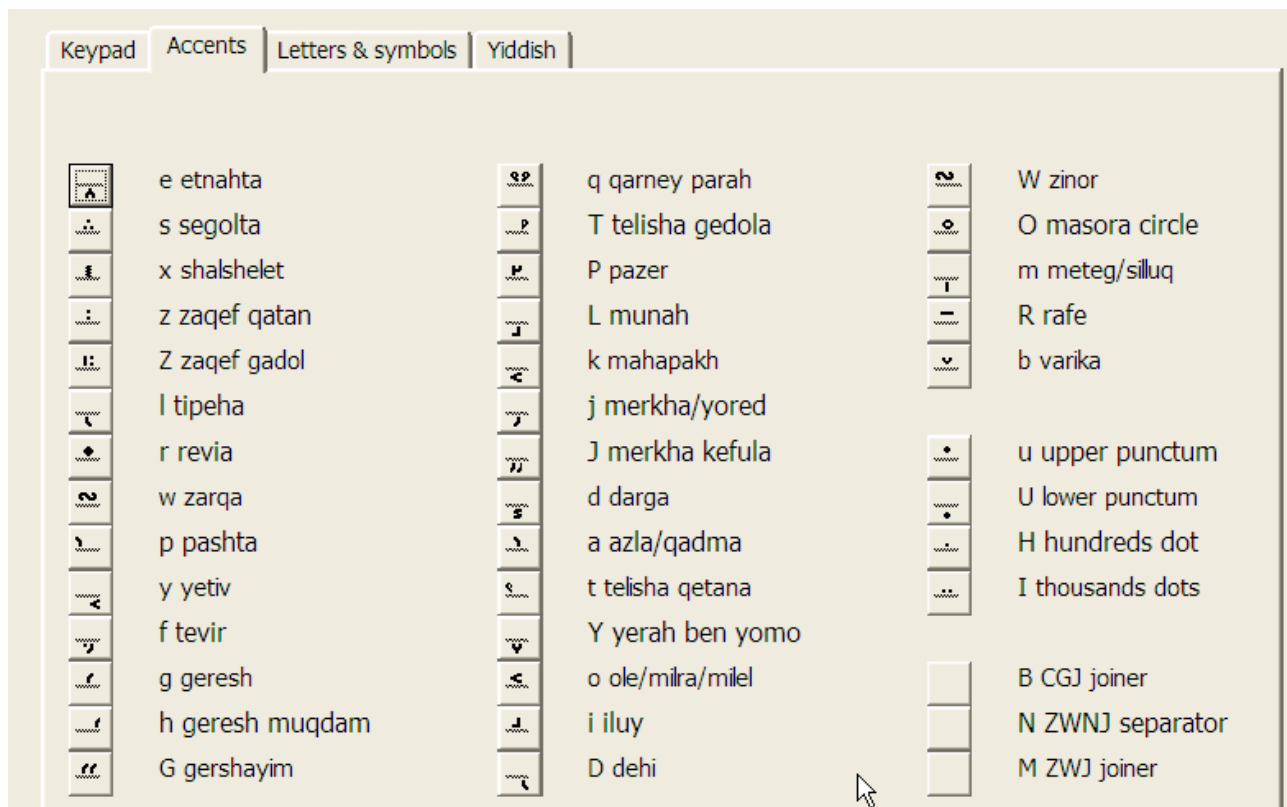 Keypad Accents Letters & symbols Yiddish
e etnahta
s segolta
x shalshelet
z zaqef qatan
Z zaqef gadol
l tipeha
r revia
w zarqa
p pashta
y yetiv
f tevir
g geresh
h geresh muqdam
G gershayim
q qarney parah
T telisha gedola
P pazer
L munah
k mahapakh
j merkha/yored
J merkha kefula
d darga
a azla/qadma
t telisha qetana
Y yerah ben yomo
o ole/milra/milel
i iluy
D dehi
W zinor
O masora circle
m meteg/silluq
R rafe
b varika
u upper punctum
U lower punctum
H hundreds dot
I thousands dots
B CGJ joiner
N ZWNJ separator
M ZWJ joiner